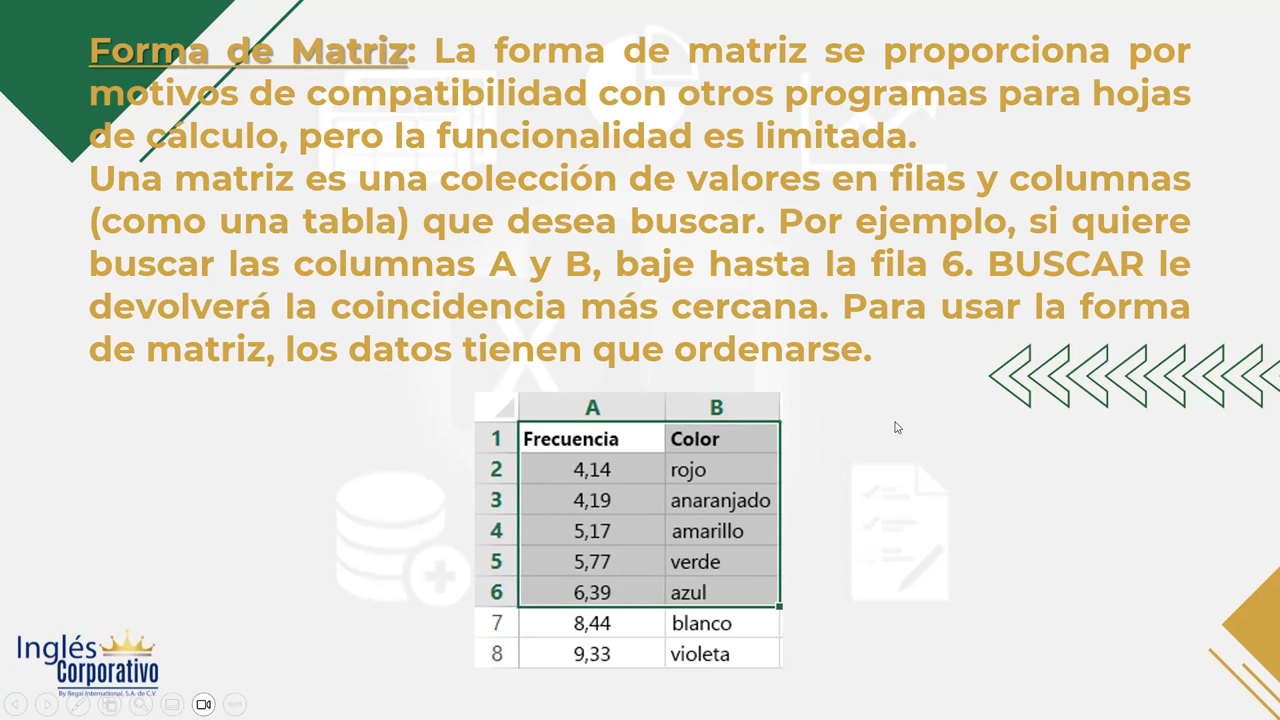 Forma de Matriz: La forma de matriz se proporciona por
motivos de compatibilidad con otros programas para hojas
de cálculo, pero la funcionalidad es limitada.
Una matriz es una colección de valores en filas y columnas
(como una tabla) que desea buscar. Por ejemplo, si quiere
buscar las columnas A y B, baje hasta la fila 6. BUSCAR le
devolverá la coincidencia más cercana. Para usar la forma
de matriz, los datos tienen que ordenarse.
A B
1 Frecuencia Color
2 4,14 rojo
3 4,19 anaranjado
4 5,17 amarillo
5 5,77 verde
6 6,39 azul
7 8,44 blanco
8 9,33 violeta
Inglés
Corporativo
By Regal International, S.A. de C.V.